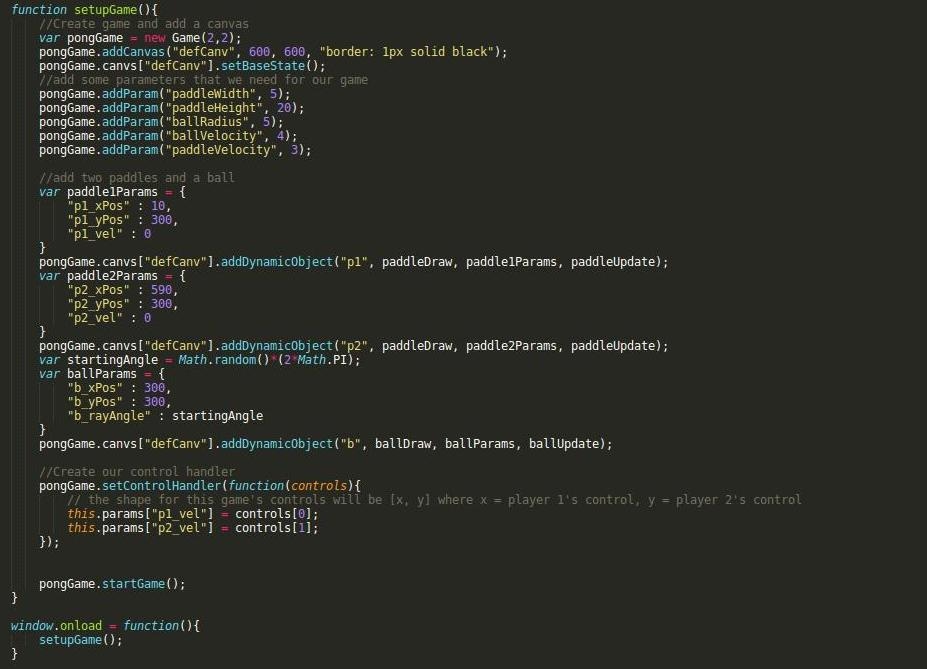 function setupGame(){
//Create game and add a canvas
var pongGame = new Game(2,2);
pongGame.addCanvas("defCanv", 600, 600, "border: 1px solid black");
pongGame.canvs["defCanv"].setBaseState();
//add some parameters that we need for our game
pongGame.addParam("paddleWidth", 5);
pongGame.addParam("paddleHeight", 20);
pongGame.addParam("ballRadius", 5);
pongGame.addParam("ballVelocity", 4);
pongGame.addParam("paddleVelocity", 3);
//add two paddles and a ball
var paddle1Params = {
"p1_xPos" : 10,
"p1_yPos" : 300,
"p1_vel" : 0
}
pongGame.canvs["defCanv"].addDynamicObject("p1", paddleDraw, paddle1Params, paddleUpdate);
var paddle2Params = {
"p2_xPos" : 590,
"p2_yPos" : 300,
"p2_vel" : 0
}
pongGame.canvs["defCanv"].addDynamicObject("p2", paddleDraw, paddle2Params, paddleUpdate);
var startingAngle = Math.random()*(2*Math.PI);
var ballParams = {
"b_xPos" : 300,
"b_yPos" : 300,
"b_rayAngle" : startingAngle
}
pongGame.canvs["defCanv"].addDynamicObject("b", ballDraw, ballParams, ballUpdate);
//Create our control handler
pongGame.setControlHandler(function(controls){
// the shape for this game's controls will be [x, y] where x = player 1's control, y = player 2's control
this.params["p1_vel"] = controls[0];
this.params["p2_vel"] = controls[1];
});
pongGame.startGame();
}
window.onload = function(){
setupGame();
}